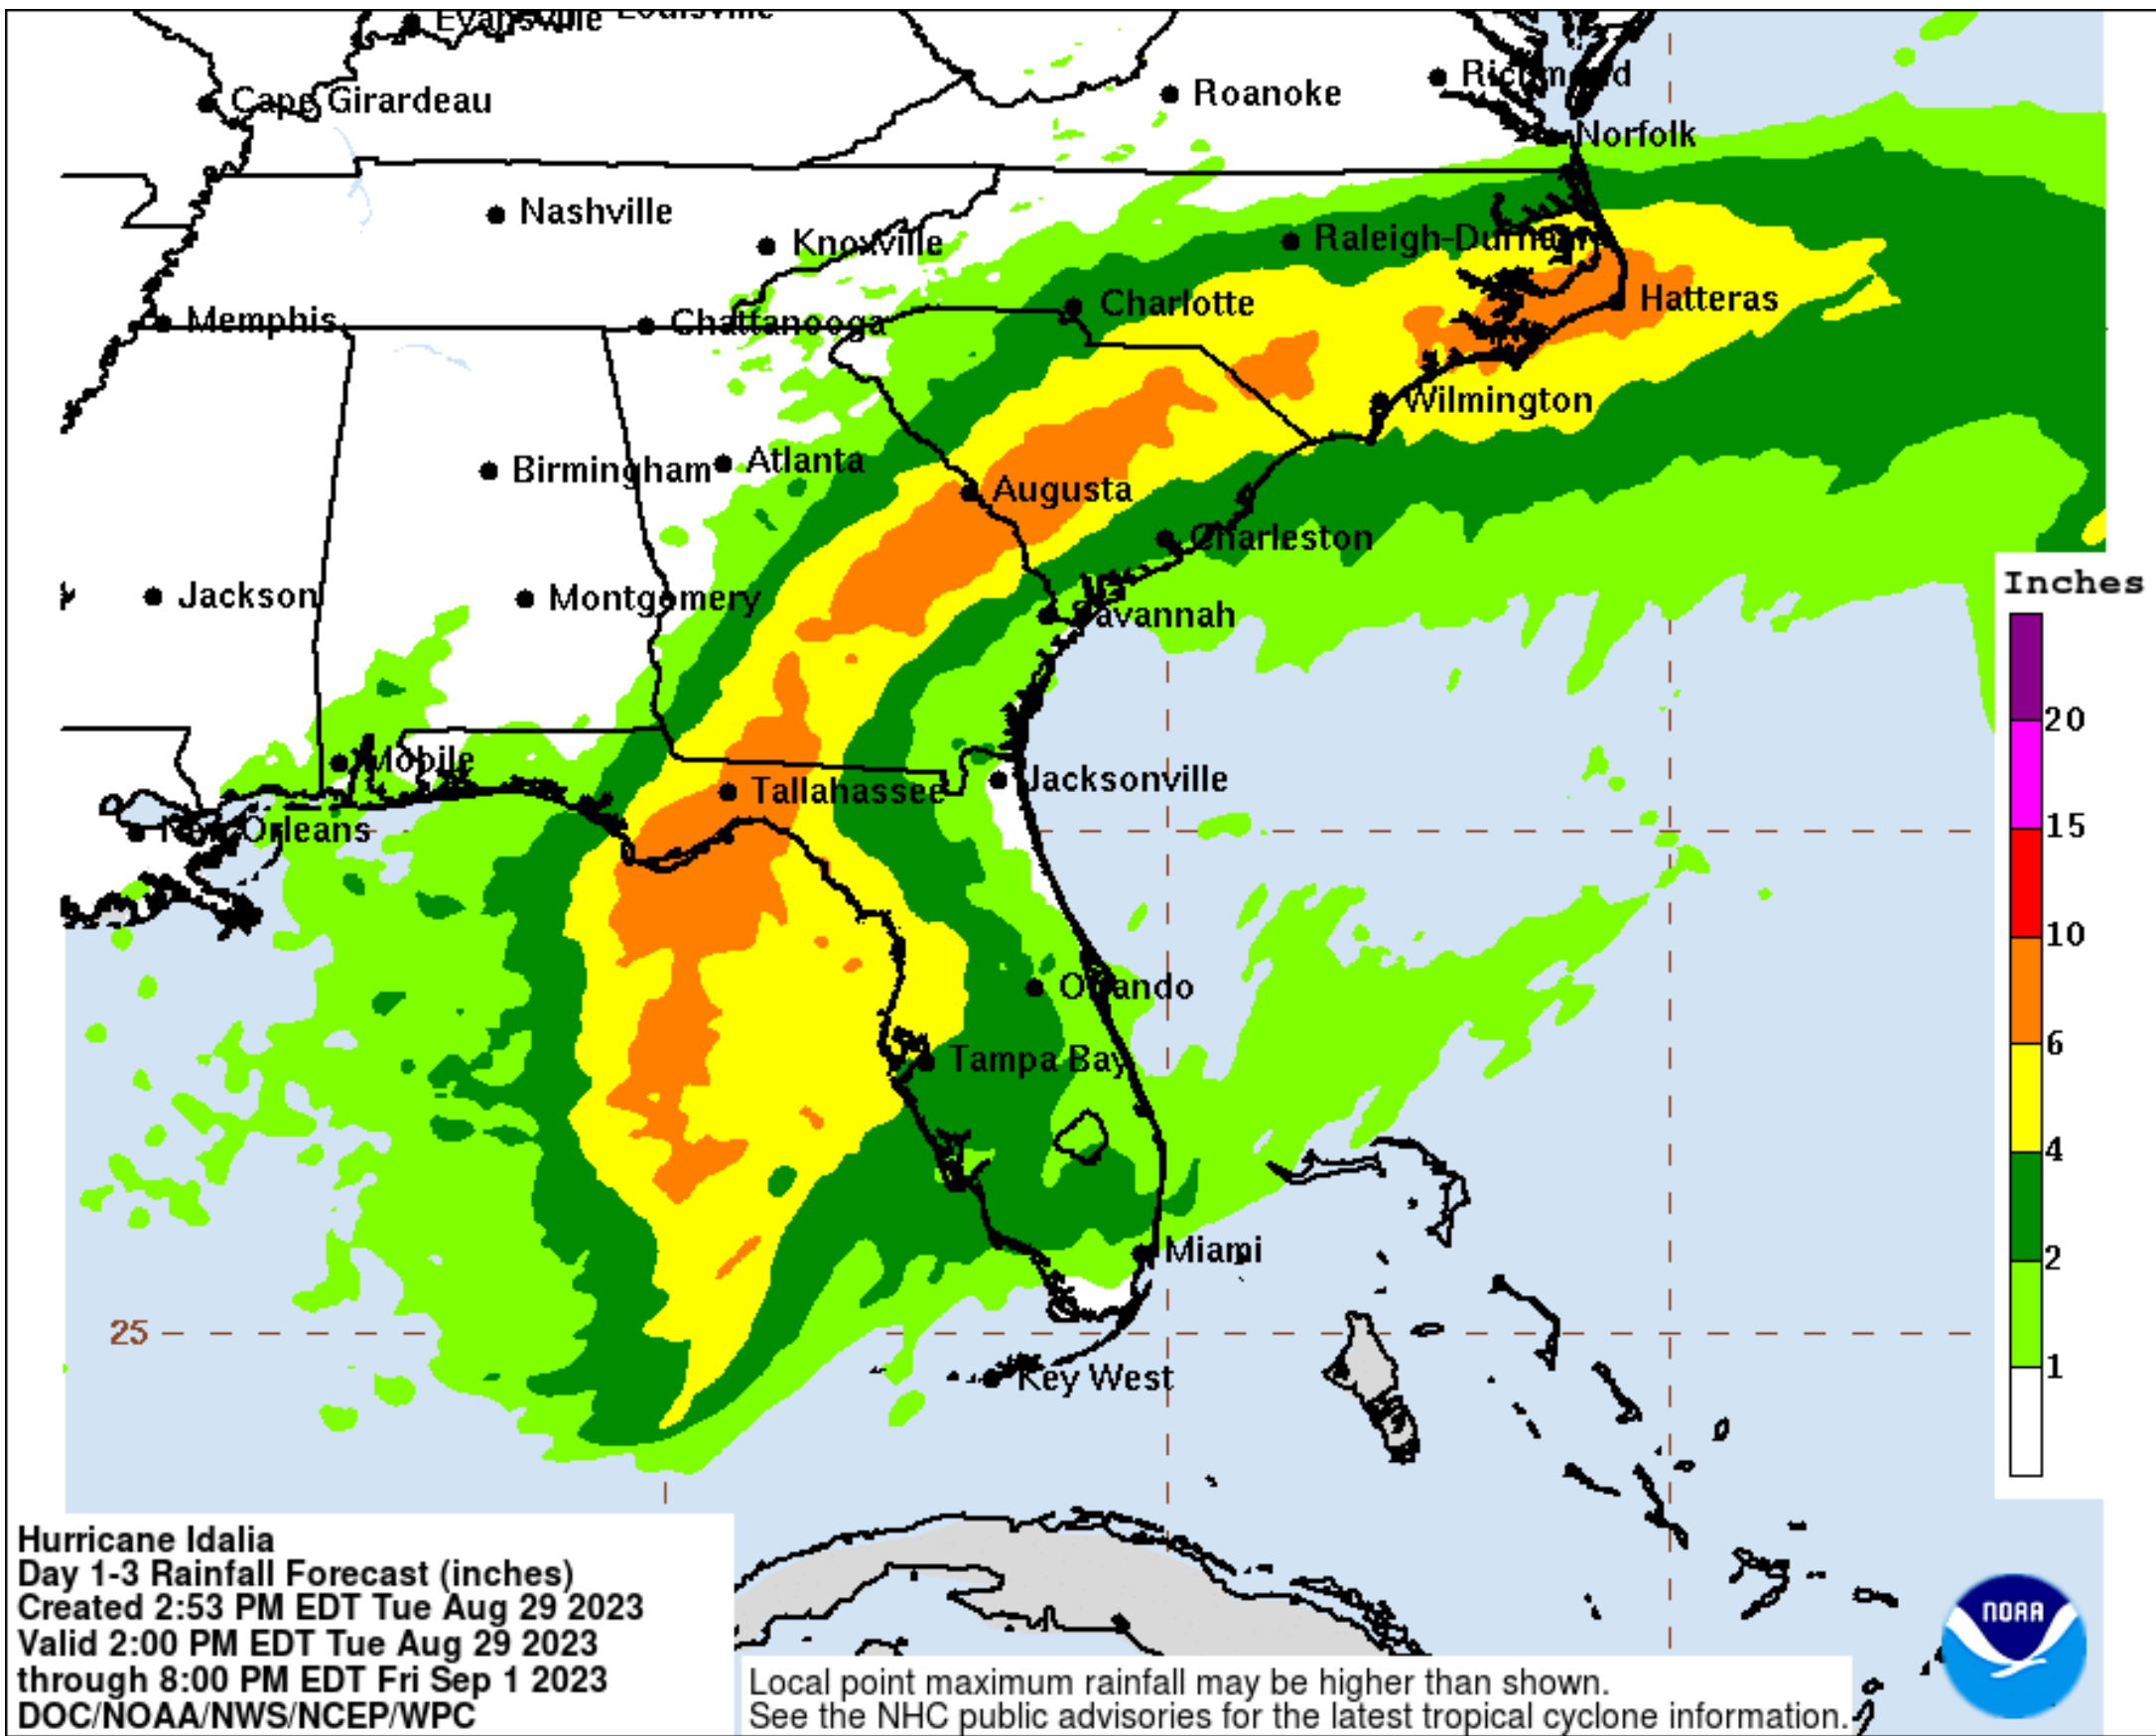 Evansville
Louisville
Cape Girardeau
Roanoke
Richmond
Norfolk
Nashville
Knoxville
Raleigh-Durham
Memphis
Chattanooga
Charlotte
Hatteras
Wilmington
Birmingham
Atlanta
Augusta
Charleston
Jackson
Montgomery
Savannah
Inches
20
15
10
6
4
2
1
Mobile
Tallahassee
Jacksonville
New Orleans
Orlando
Tampa Bay
Miami
25
Key West
Hurricane Idalia
Day 1-3 Rainfall Forecast (inches)
Created 2:53 PM EDT Tue Aug 29 2023
Valid 2:00 PM EDT Tue Aug 29 2023
through 8:00 PM EDT Fri Sep 1 2023
DOC/NOAA/NWS/NCEP/WPC
Local point maximum rainfall may be higher than shown.
See the NHC public advisories for the latest tropical cyclone information.
NOAA